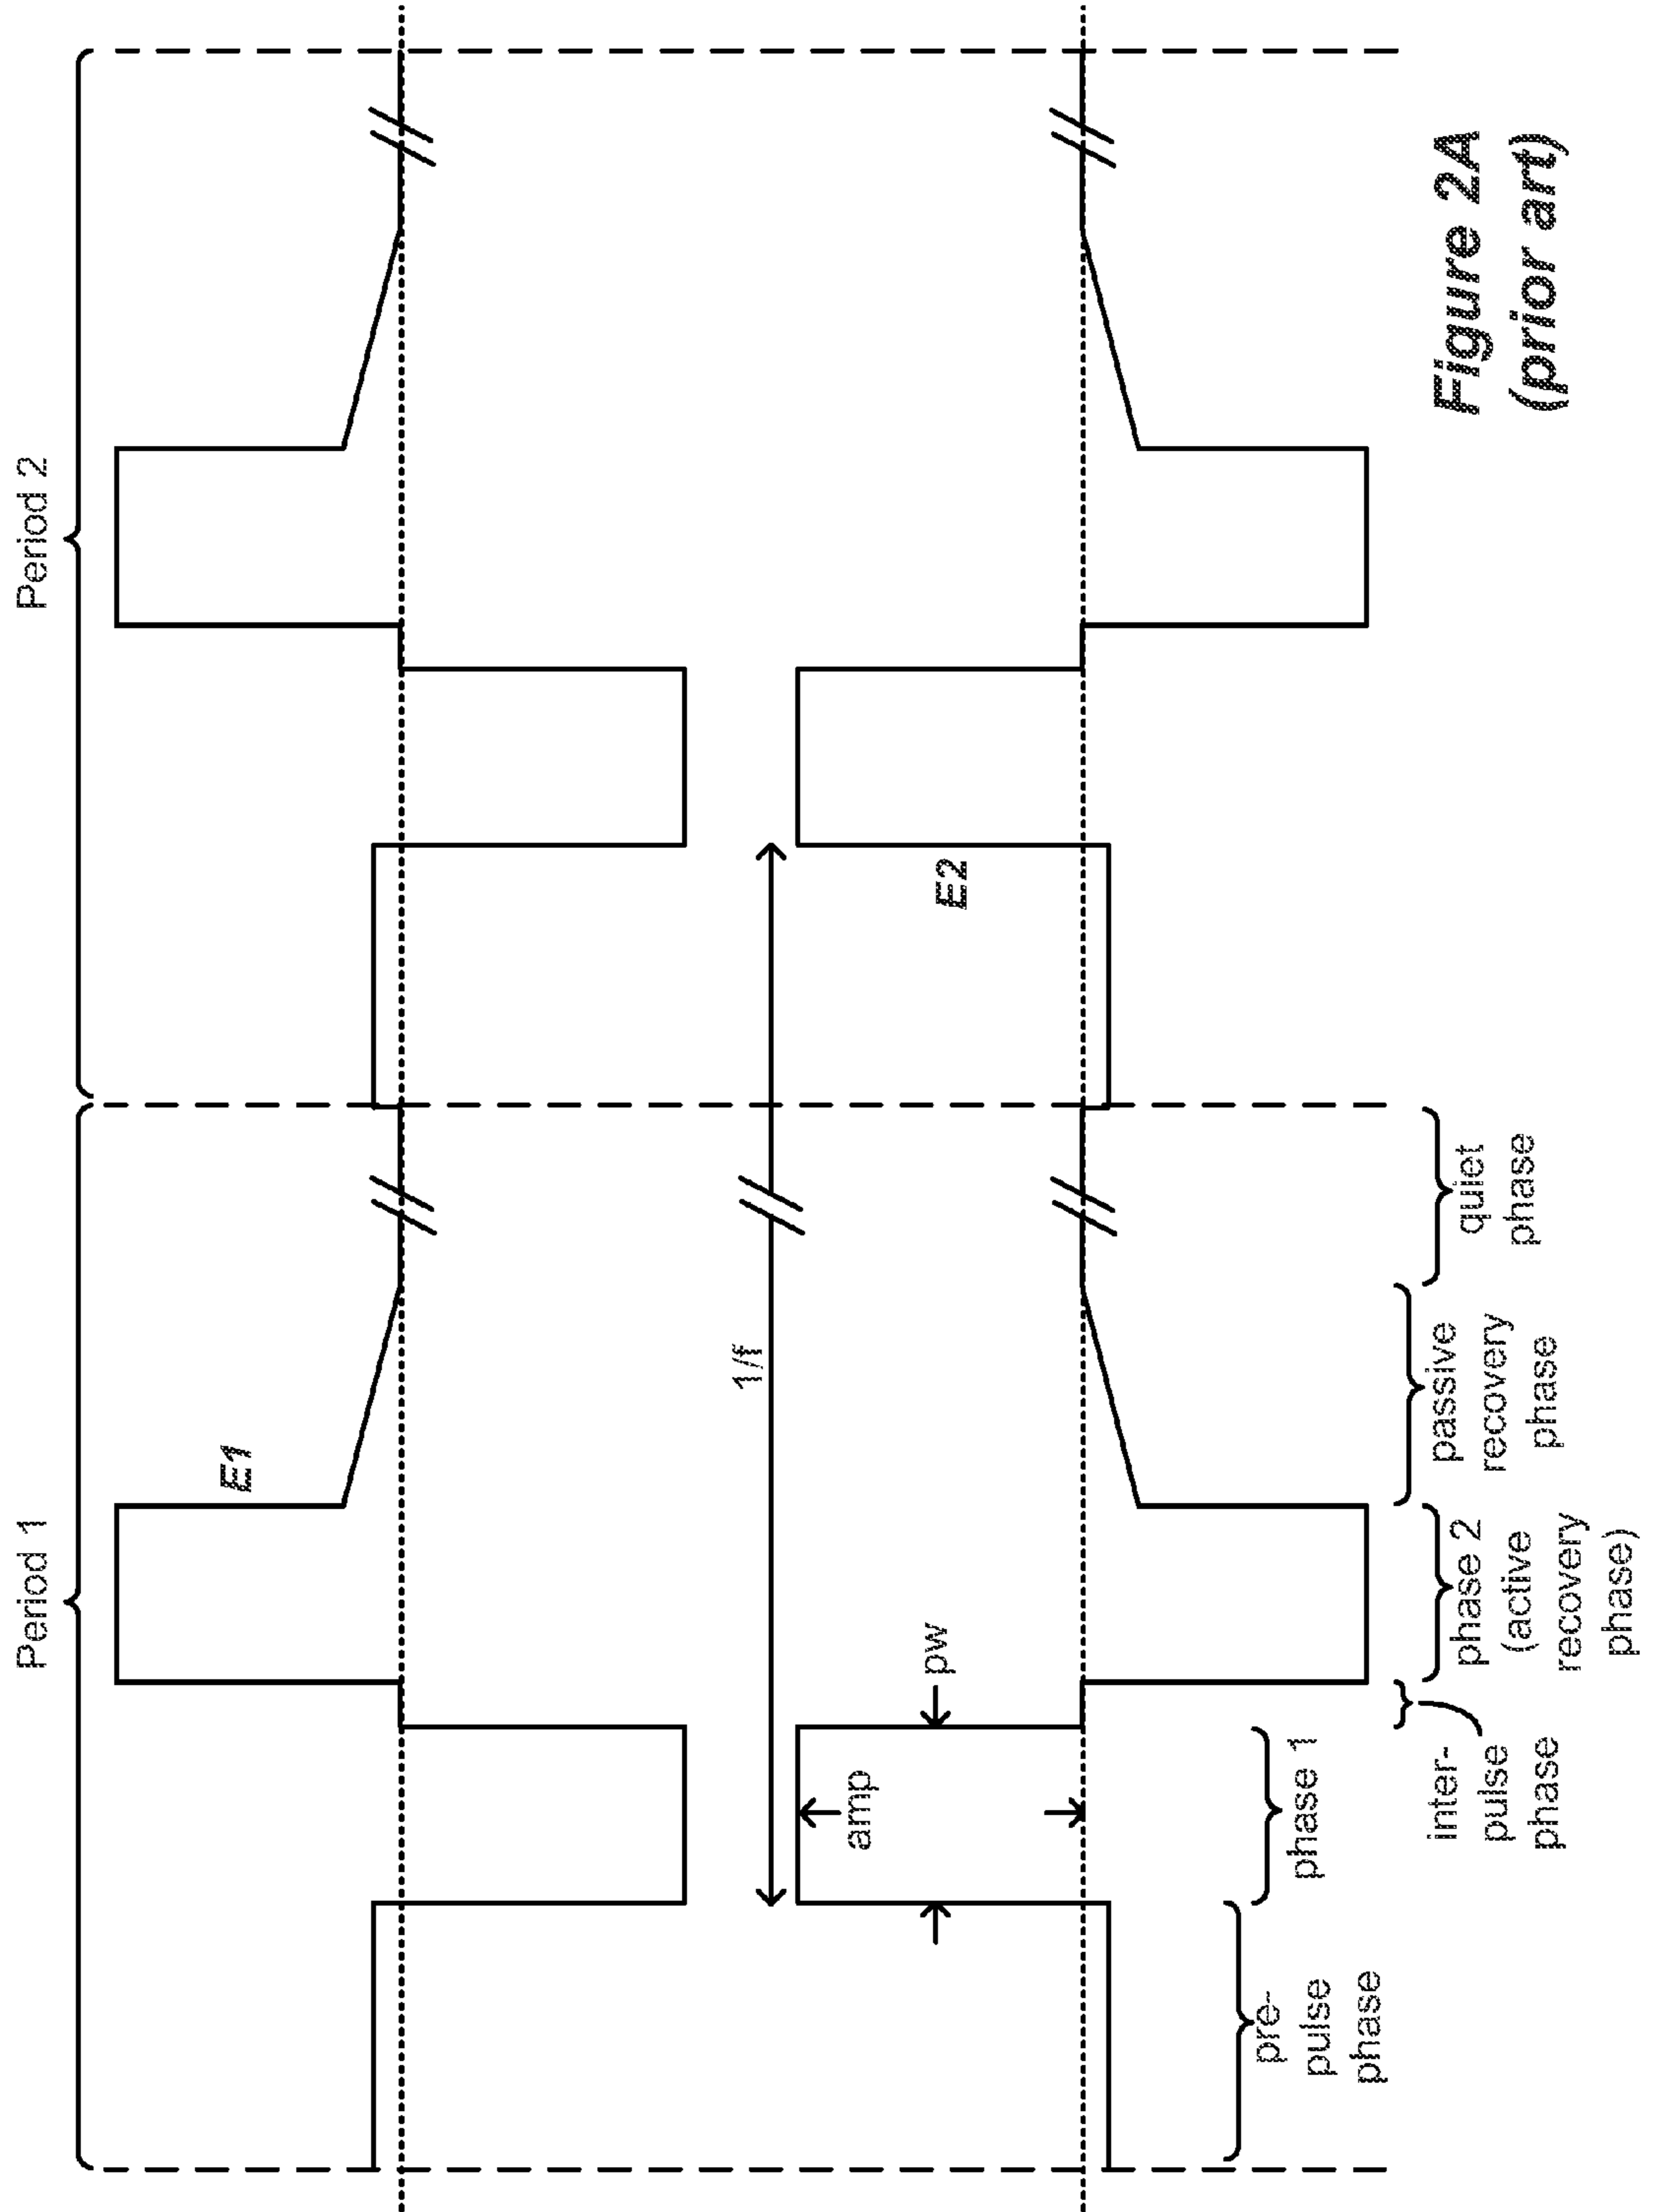 Period 1
Period 2
E1
1/f
amp
pw
E2
pre-
pulse
phase
phase 1
inter-
pulse
phase
phase 2
(active
recovery
phase)
passive
recovery
phase
quiet
phase
Figure 2A
(prior art)